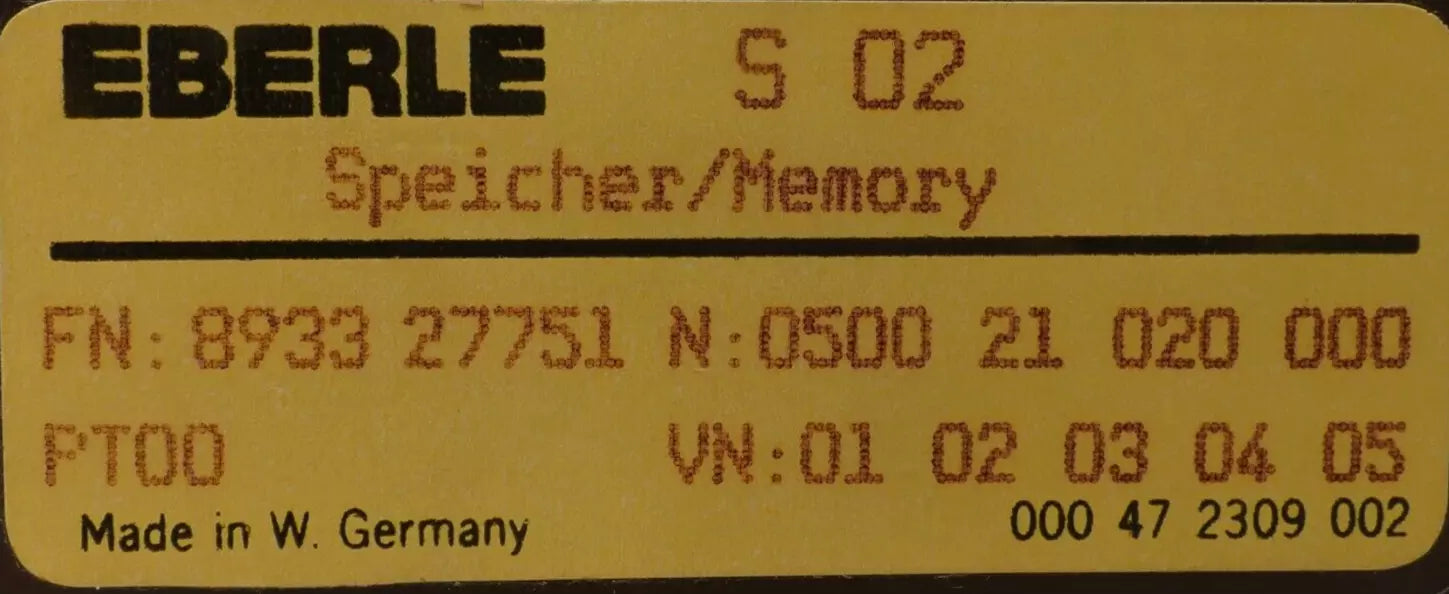 EBERLE S 02
Speicher/Memory
FN: 8933 27751 N:0500 21 020 000
PT00 VN:01 02 03 04 05
Made in W. Germany 000 47 2309 002